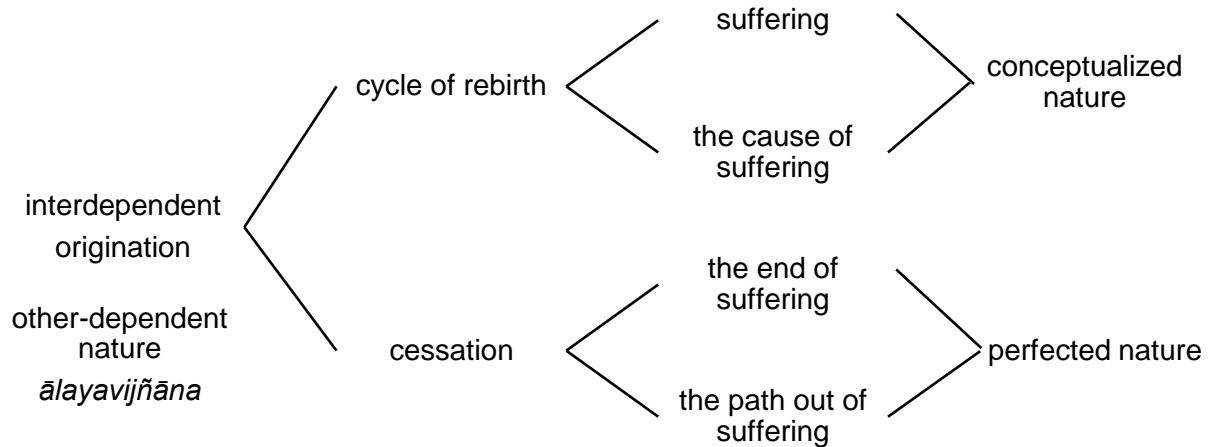 suffering
cycle of rebirth
conceptualized
nature
the cause of
suffering
interdependent
origination
other-dependent
nature
ālayavijñāna
cessation
the end of
suffering
perfected nature
the path out of
suffering